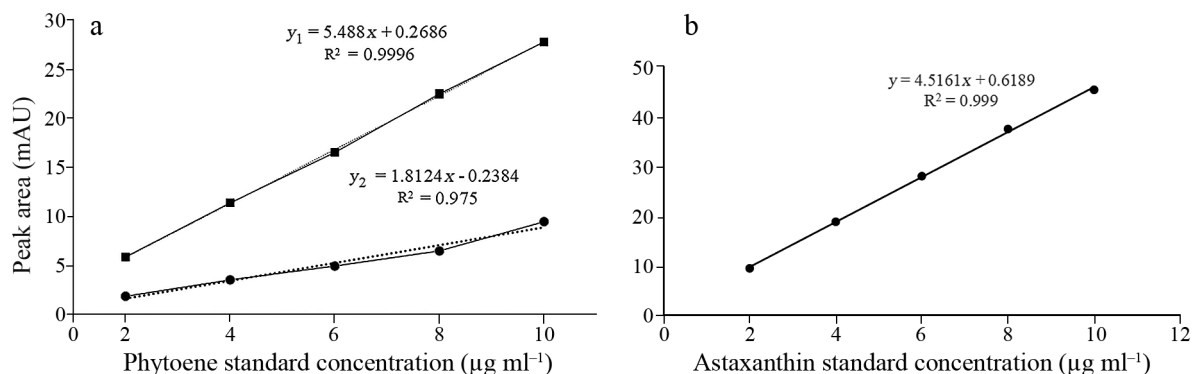 a
30
25
20
15
10
5
0
Peak area (mAU)
y₁ = 5.488x + 0.2686
R² = 0.9996
y₂ = 1.8124x - 0.2384
R² = 0.975
0 2 4 6 8 10
Phytoene standard concentration (µg ml⁻¹)
b
50
40
30
20
10
0
y = 4.5161x + 0.6189
R² = 0.999
0 2 4 6 8 10 12
Astaxanthin standard concentration (µg ml⁻¹)